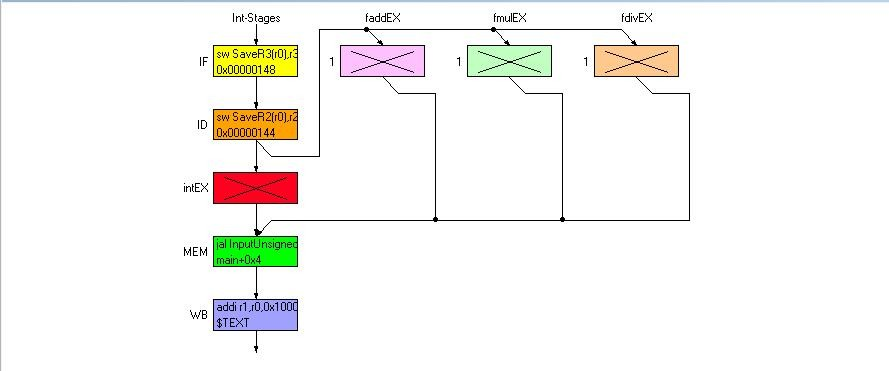 Int-Stages faddEX fmulEX fdivEX
IF sw SaveR3(r0),r3 1 1 1
0x00000148
ID sw SaveR2(r0),r2
0x00000144
intEX
MEM jal InputUnsigned
main+0x4
WB addi r1,r0,0x1000
$TEXT